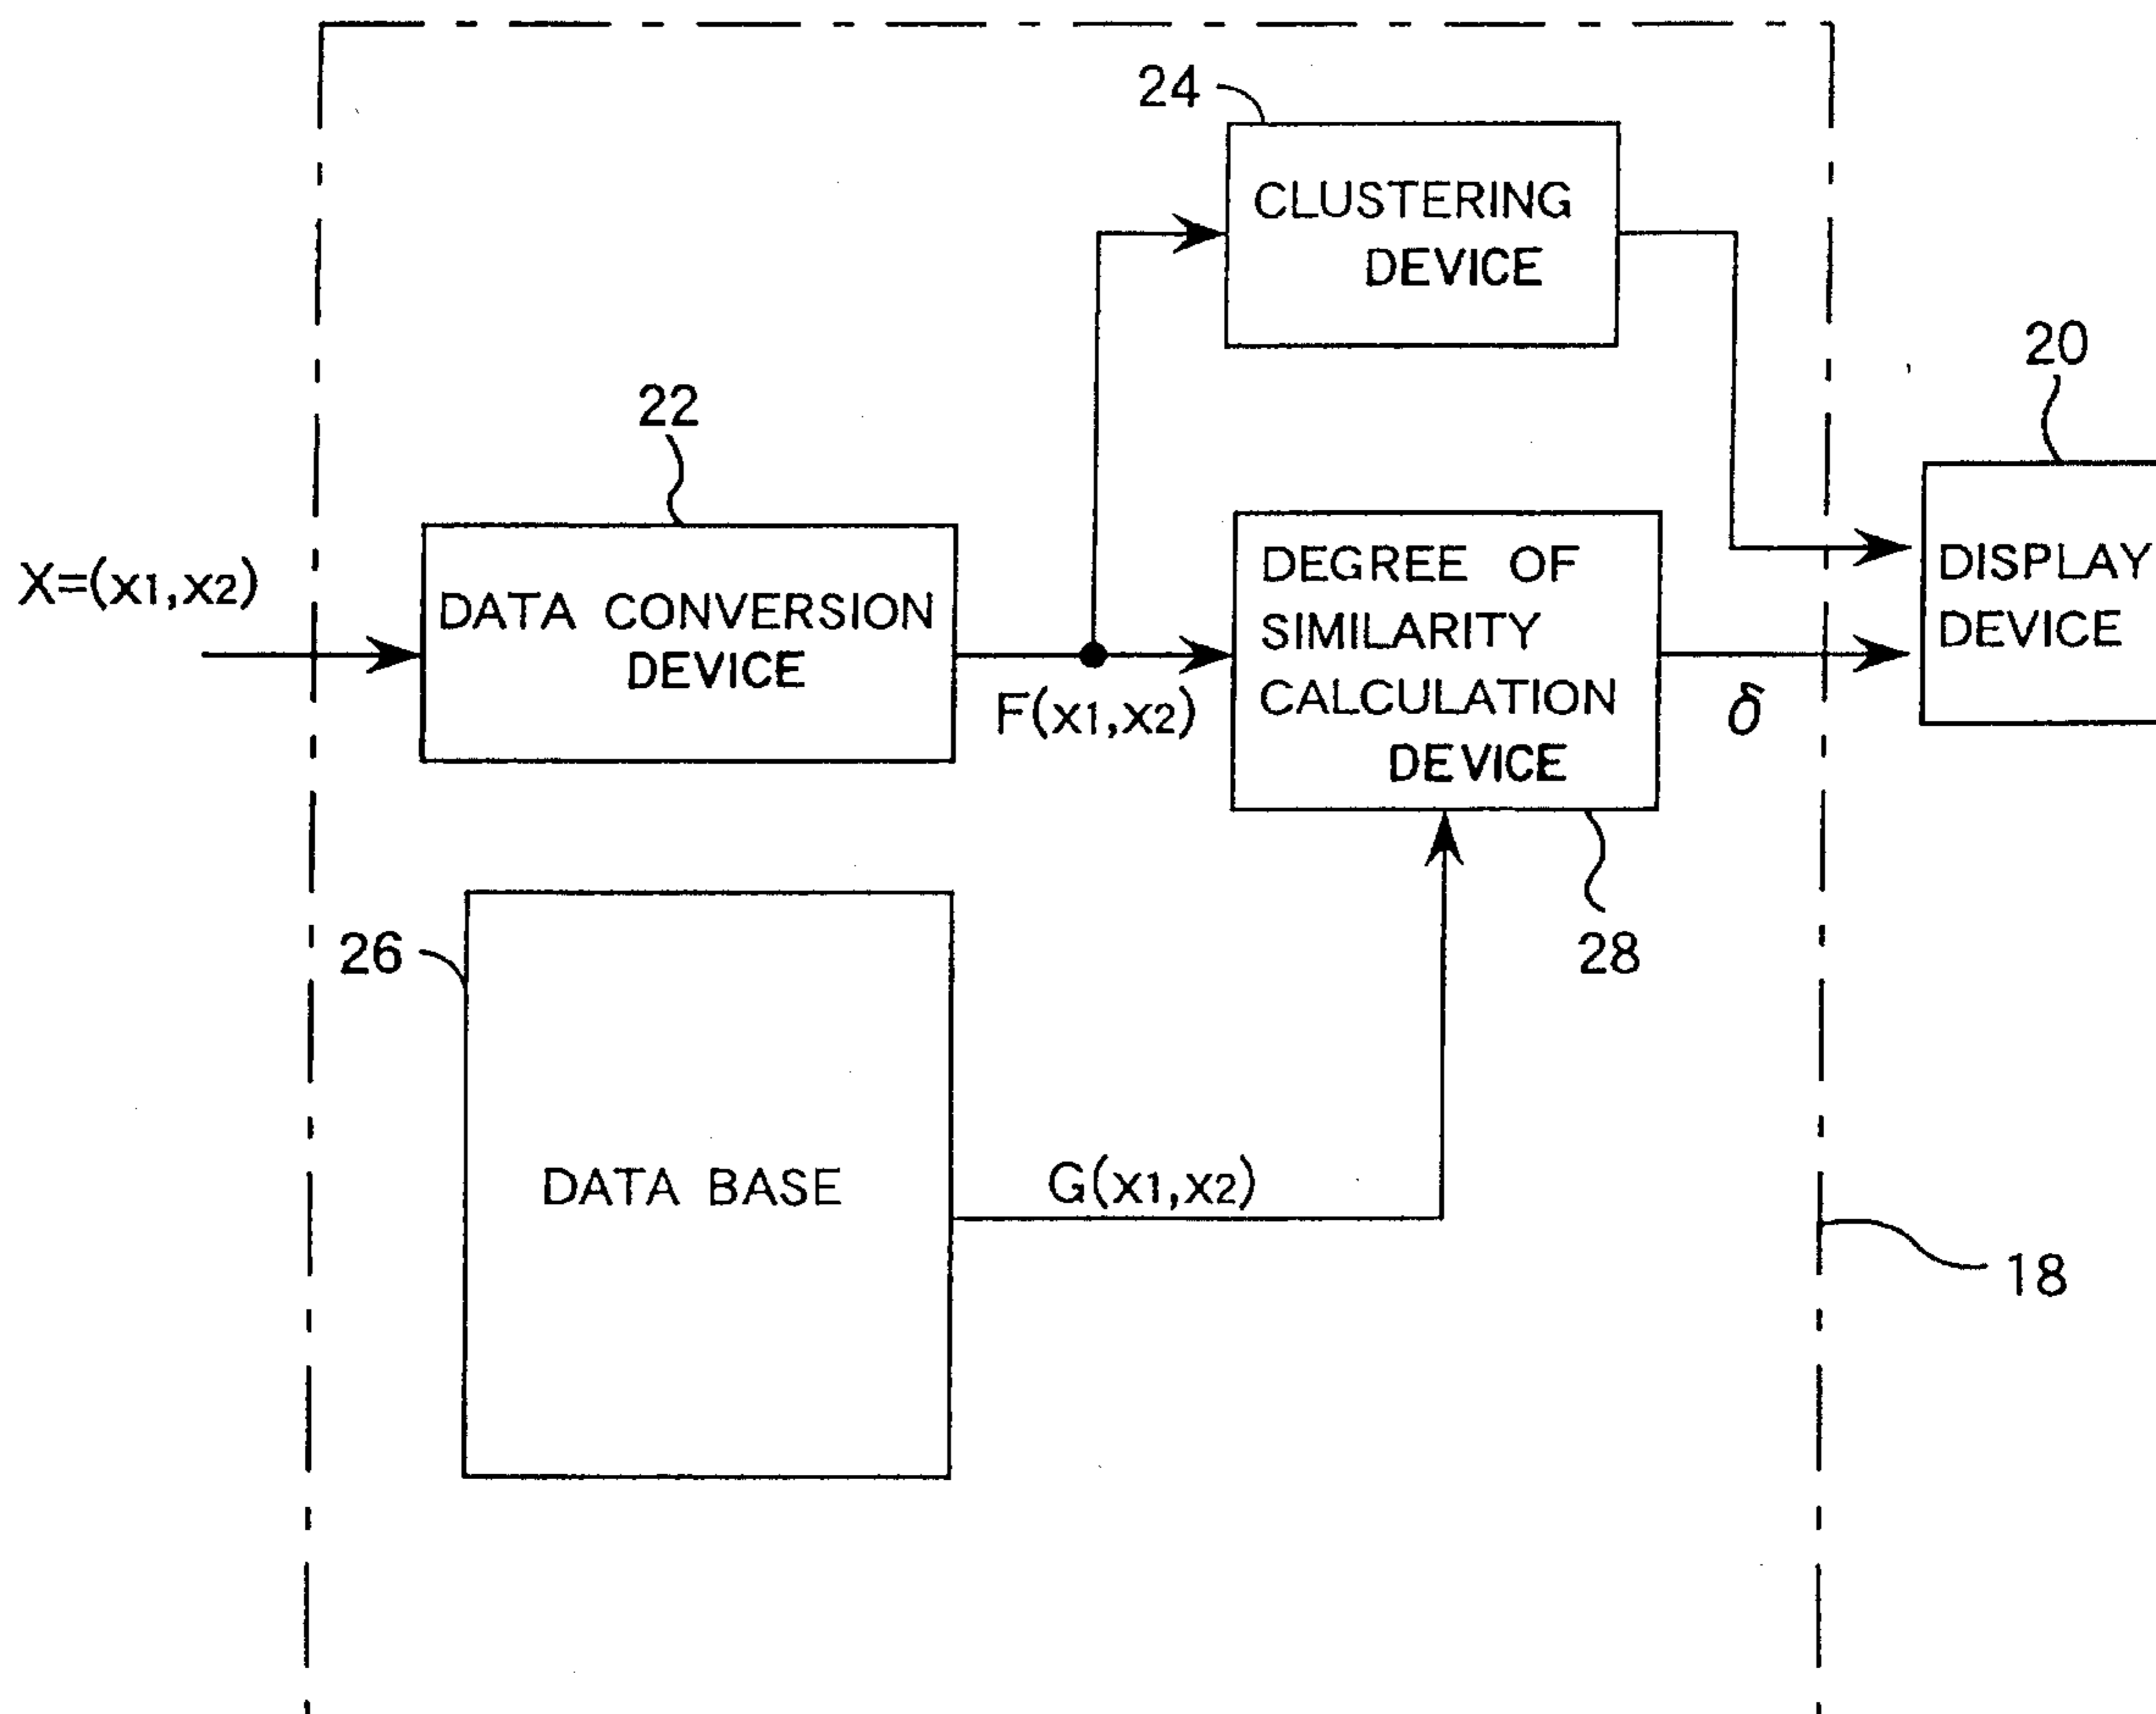 24
CLUSTERING
DEVICE
20
22
X=(x1,x2)
DATA CONVERSION
DEVICE
F(x1,x2)
DEGREE OF
SIMILARITY
CALCULATION
DEVICE
δ
DISPLAY
DEVICE
26
28
DATA BASE
G(x1,x2)
18